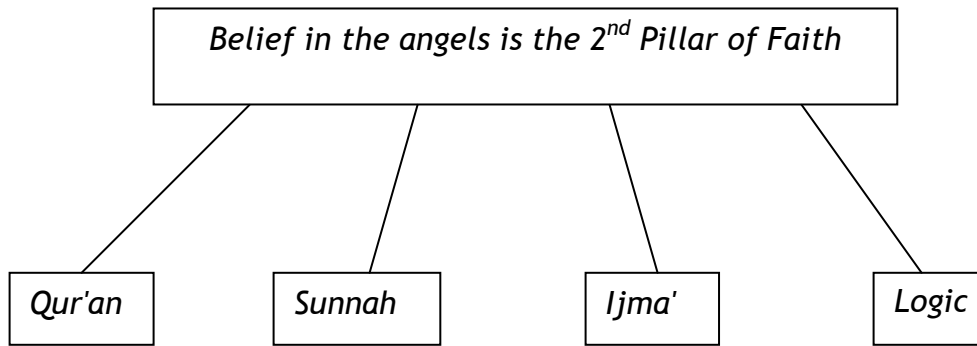 Belief in the angels is the 2nd Pillar of Faith
Qur'an
Sunnah
Ijma'
Logic